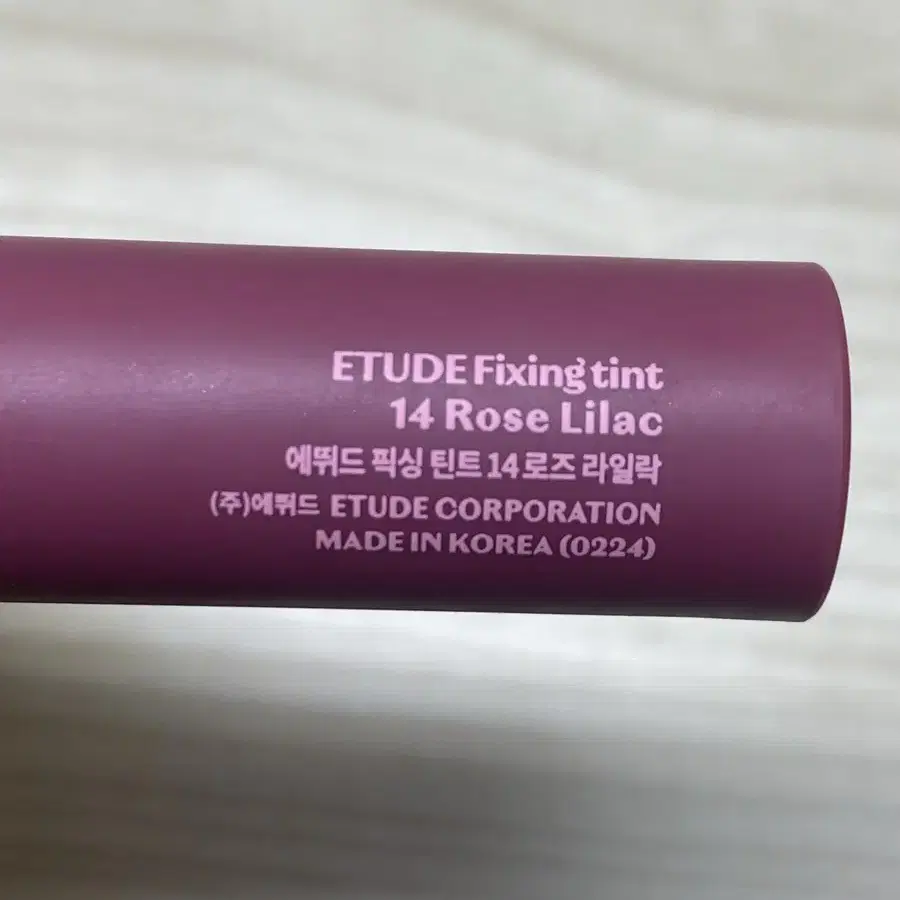 ETUDE Fixing tint
14 Rose Lilac
에뛰드 픽싱 틴트 14 로즈 라일락
(주)에뛰드 ETUDE CORPORATION
MADE IN KOREA (0224)